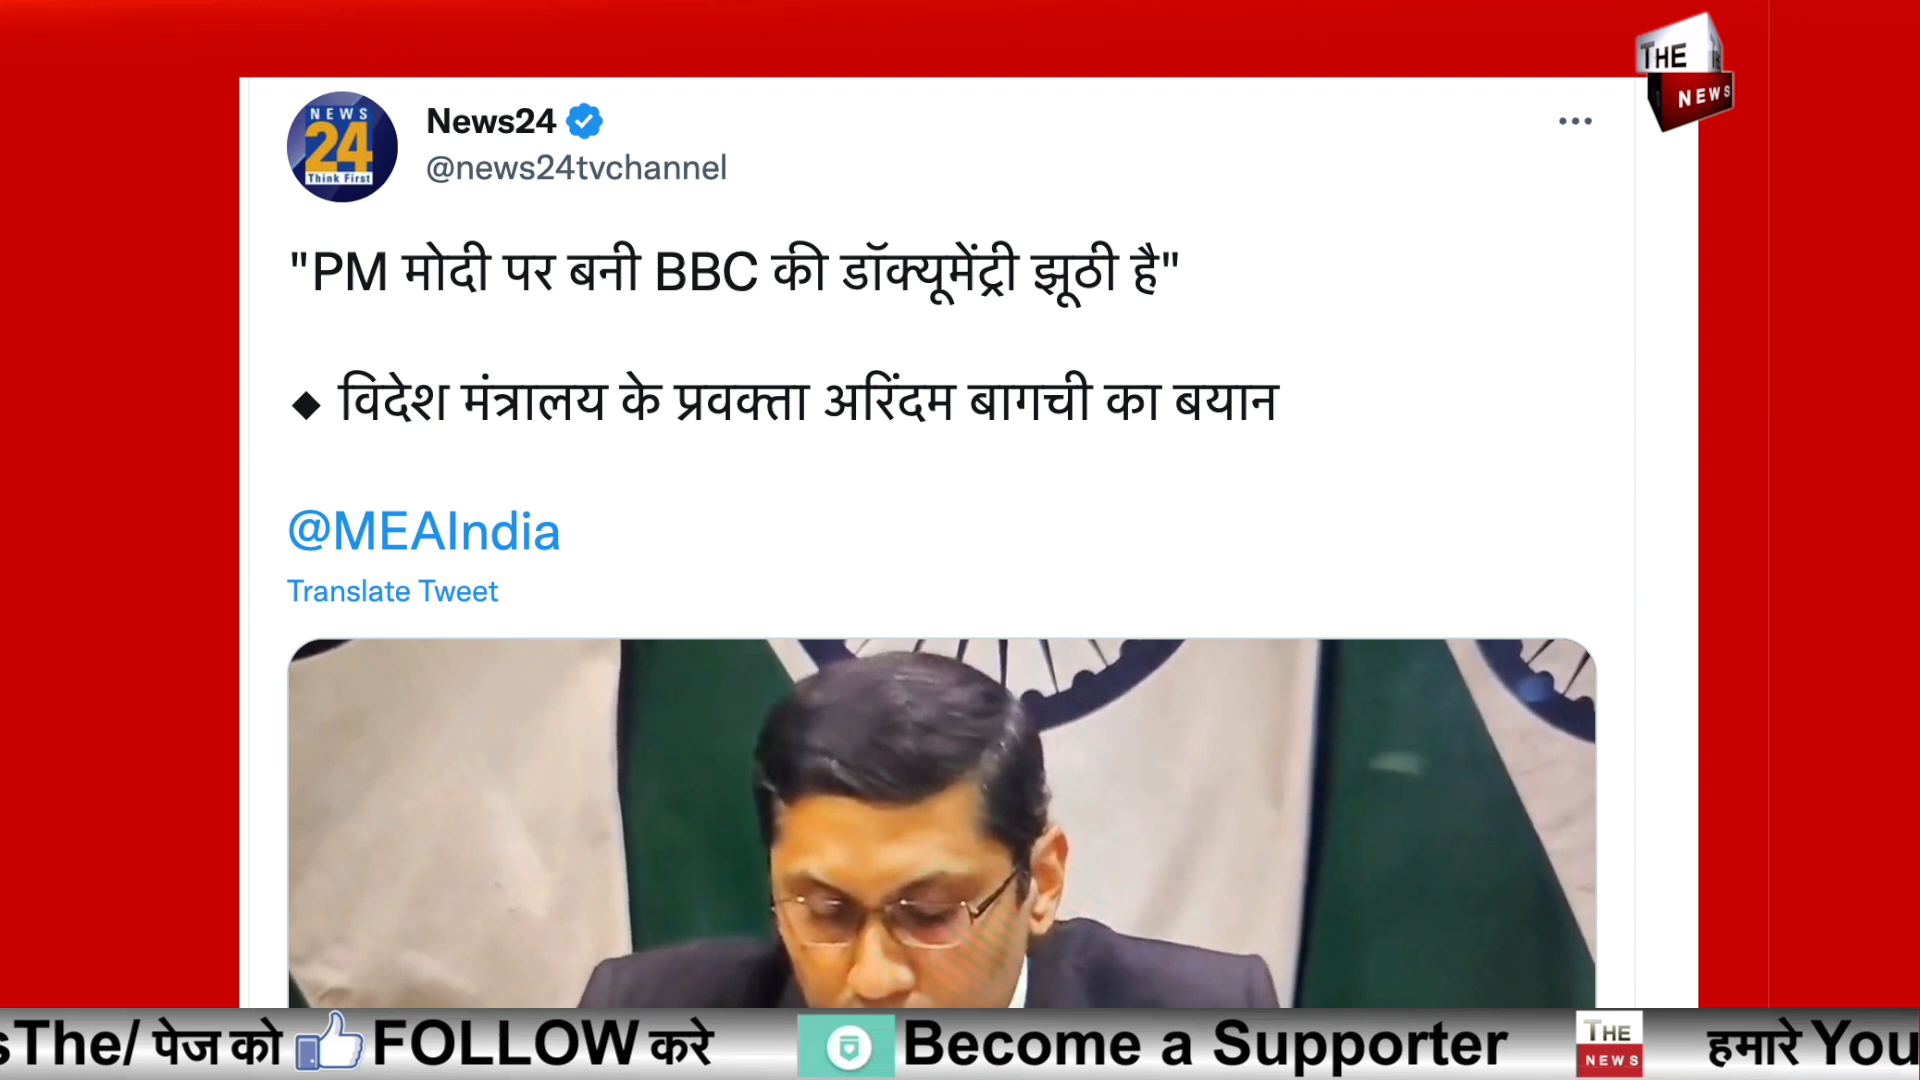 THE
NEWS
NEWS
24
Think First
News24
@news24tvchannel
"PM मोदी पर बनी BBC की डॉक्यूमेंट्री झूठी है"
◆ विदेश मंत्रालय के प्रवक्ता अरिंदम बागची का बयान
@MEAIndia
Translate Tweet
sThe/ पेज को FOLLOW करे Become a Supporter THE NEWS हमारे You